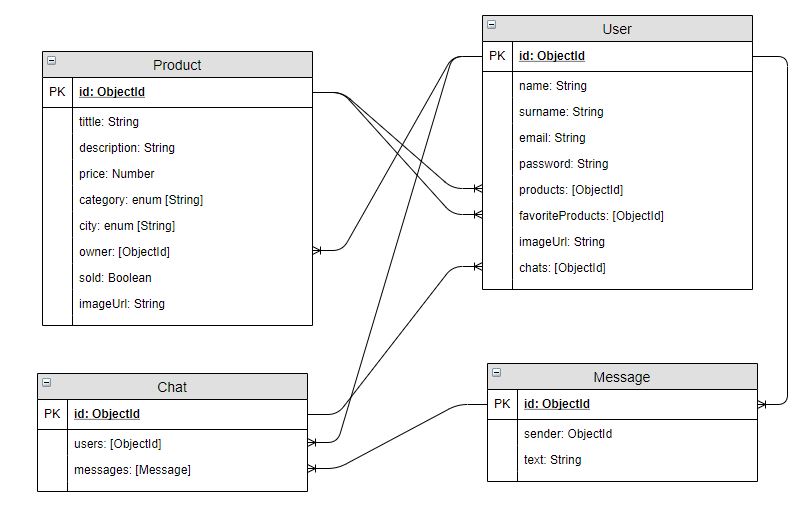 Product
PK id: ObjectId
tittle: String
description: String
price: Number
category: enum [String]
city: enum [String]
owner: [ObjectId]
sold: Boolean
imageUrl: String
User
PK id: ObjectId
name: String
surname: String
email: String
password: String
products: [ObjectId]
favoriteProducts: [ObjectId]
imageUrl: String
chats: [ObjectId]
Chat
PK id: ObjectId
users: [ObjectId]
messages: [Message]
Message
PK id: ObjectId
sender: ObjectId
text: String